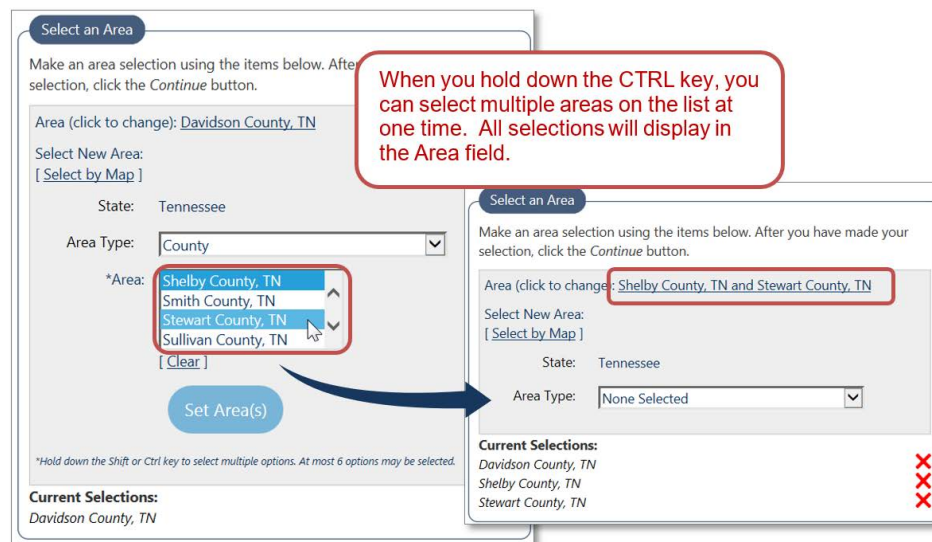 Select an Area
Make an area selection using the items below. After
selection, click the Continue button.
Area (click to change): Davidson County, TN
Select New Area:
[ Select by Map ]
State: Tennessee
Area Type: County
*Area: Shelby County, TN
Smith County, TN
Stewart County, TN
Sullivan County, TN
[ Clear ]
Set Area(s)
*Hold down the Shift or Ctrl key to select multiple options. At most 6 options may be selected.
Current Selections:
Davidson County, TN
When you hold down the CTRL key, you
can select multiple areas on the list at
one time. All selections will display in
the Area field.
Select an Area
Make an area selection using the items below. After you have made your
selection, click the Continue button.
Area (click to change): Shelby County, TN and Stewart County, TN
Select New Area:
[ Select by Map ]
State: Tennessee
Area Type: None Selected
Current Selections:
Davidson County, TN
Shelby County, TN
Stewart County, TN